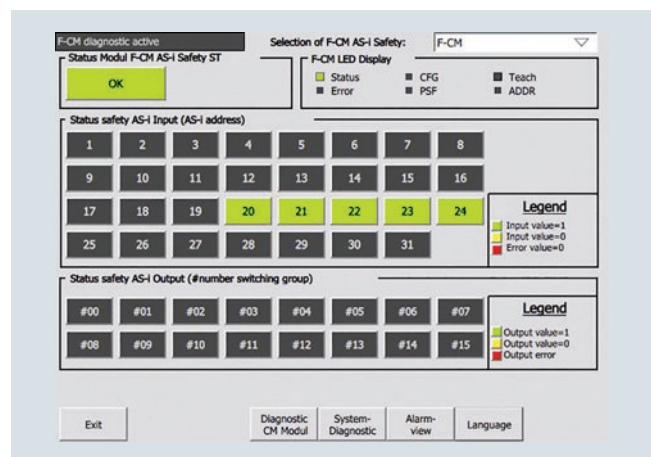 F-CM diagnostic active
Selection of F-CM AS-i Safety:
F-CM
Status Modul F-CM AS-i Safety ST
OK
F-CM LED Display
Status CFG Teach
Error PSF ADDR
Status safety AS-i Input (AS-i address)
1 2 3 4 5 6 7 8
9 10 11 12 13 14 15 16
17 18 19 20 21 22 23 24
25 26 27 28 29 30 31
Legend
Input value=1
Input value=0
Error value=0
Status safety AS-i Output (#number switching group)
#00 #01 #02 #03 #04 #05 #06 #07
#08 #09 #10 #11 #12 #13 #14 #15
Legend
Output value=1
Output value=0
Output error
Exit
Diagnostic
CM Modul
System-
Diagnostic
Alarm-
view
Language